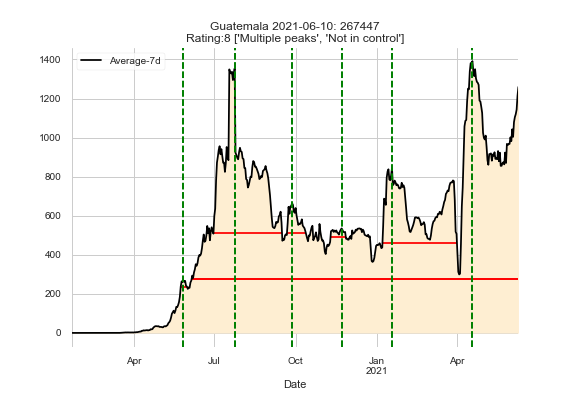 Guatemala 2021-06-10: 267447
Rating:8 ['Multiple peaks', 'Not in control']
Average-7d
1400
1200
1000
800
600
400
200
0
Apr
Jul
Oct
Jan
2021
Apr
Date